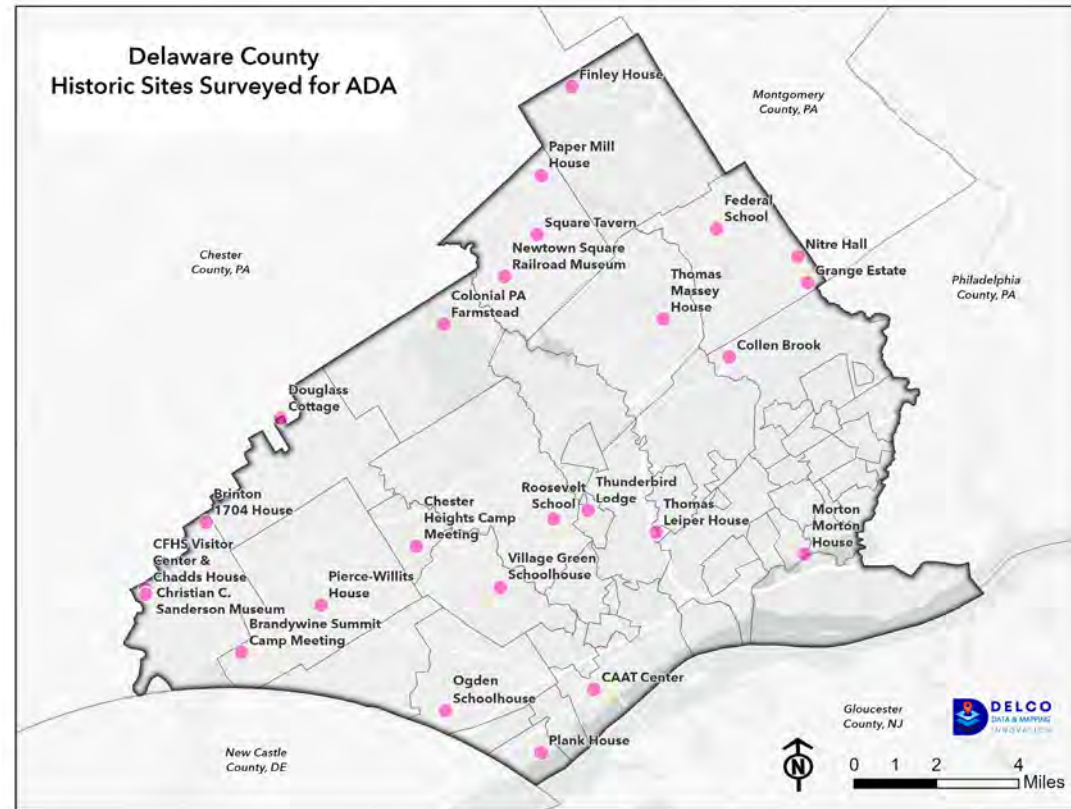 Delaware County
Historic Sites Surveyed for ADA
Finley House
Montgomery
County, PA
Paper Mill
House
Federal
School
Square Tavern
Nitre Hall
Newtown Square
Railroad Museum
Chester
County, PA
Thomas
Massey
House
Grange Estate
Philadelphia
County, PA
Colonial PA
Farmstead
Collen Brook
Douglass
Cottage
Brinton
1704 House
Chester
Heights Camp
Meeting
Roosevelt
School
Thunderbird
Lodge
Thomas
Leiper House
Morton
Morton
House
CFHS Visitor
Center &
Chadds House
Christian C.
Sanderson Museum
Pierce-Willits
House
Village Green
Schoolhouse
Brandywine Summit
Camp Meeting
Ogden
Schoolhouse
CAAT Center
Plank House
Gloucester
County, NJ
New Castle
County, DE
DELCO
DATA & MAPPING
INNOVATION
N
0 1 2 4
Miles